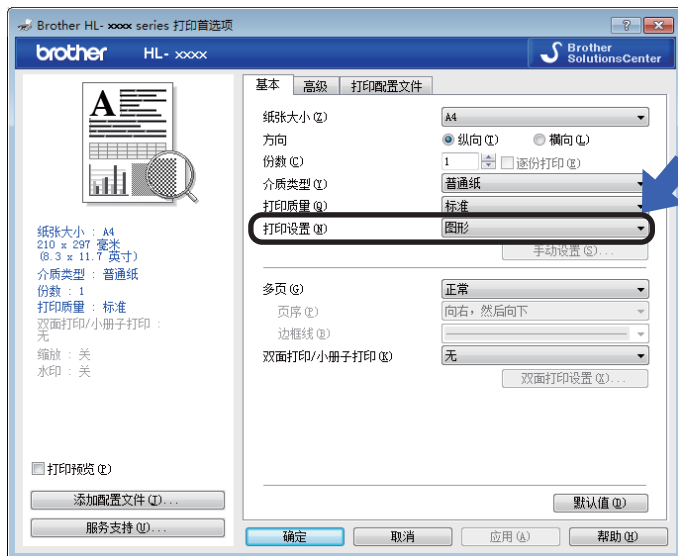 Brother HL- xxxx series 打印首选项
brother HL- xxxx
Brother
SolutionsCenter
基本 高级 打印配置文件
A
纸张大小 : A4
210 x 297 毫米
(8.3 x 11.7 英寸)
介质类型 : 普通纸
份数 : 1
打印质量 : 标准
双面打印/小册子打印 :
无
缩放 : 关
水印 : 关
打印预览(E)
添加配置文件(J)...
服务支持(U)...
纸张大小(Z) A4
方向 纵向(T) 横向(L)
份数(C) 1 逐份打印(E)
介质类型(Y) 普通纸
打印质量(Q) 标准
打印设置(N) 图形
手动设置(S)...
多页(G) 正常
页序(P) 向右，然后向下
边框线(B)
双面打印/小册子打印(K) 无
双面打印设置(X)...
默认值(D)
确定 取消 应用(A) 帮助(H)